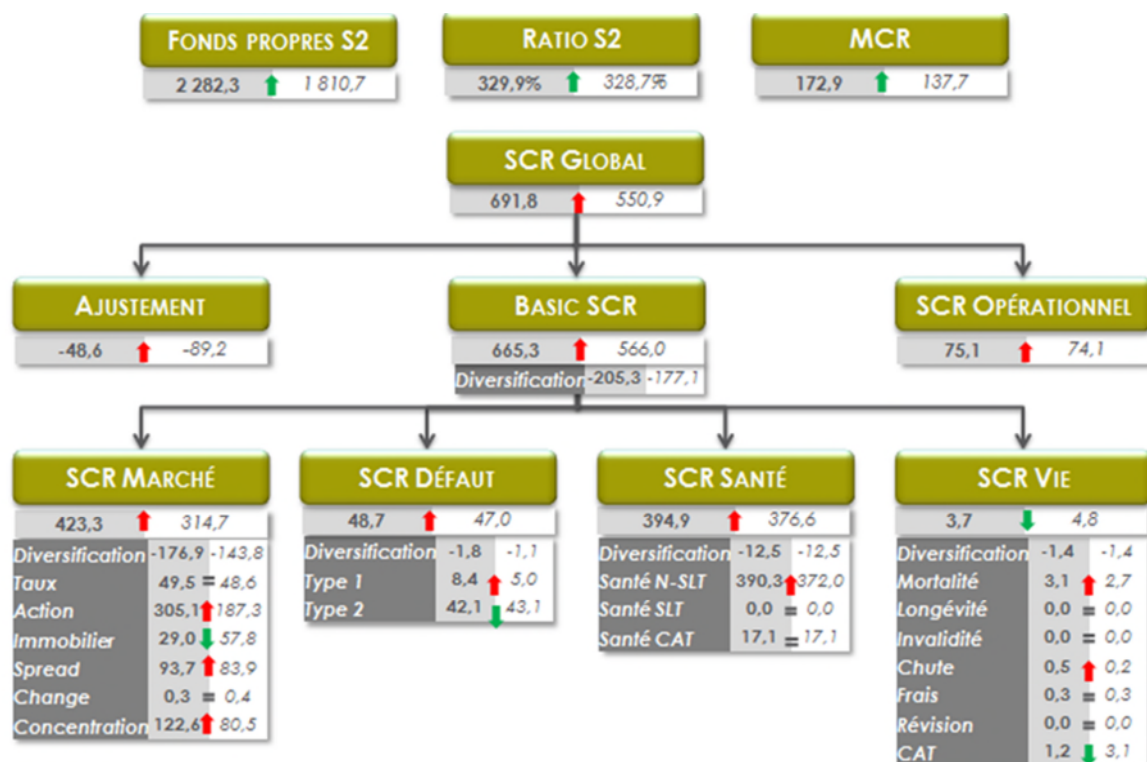 FONDS PROPRES S2
2 282,3 1 810,7
RATIO S2
329,9% 328,7%
MCR
172,9 137,7
SCR GLOBAL
691,8 550,9
AJUSTEMENT
-48,6 -89,2
BASIC SCR
665,3 566,0
Diversification -205,3 -177,1
SCR OPÉRATIONNEL
75,1 74,1
SCR MARCHÉ
423,3 314,7
Diversification -176,9 -143,8
Taux 49,5 = 48,6
Action 305,1 187,3
Immobilier 29,0 57,8
Spread 93,7 83,9
Change 0,3 = 0,4
Concentration 122,6 80,5
SCR DÉFAUT
48,7 47,0
Diversification -1,8 -1,1
Type 1 8,4 5,0
Type 2 42,1 43,1
SCR SANTÉ
394,9 376,6
Diversification -12,5 -12,5
Santé N-SLT 390,3 372,0
Santé SLT 0,0 = 0,0
Santé CAT 17,1 = 17,1
SCR VIE
3,7 4,8
Diversification -1,4 -1,4
Mortalité 3,1 2,7
Longévité 0,0 = 0,0
Invalidité 0,0 = 0,0
Chute 0,5 0,2
Frais 0,3 = 0,3
Révision 0,0 = 0,0
CAT 1,2 3,1